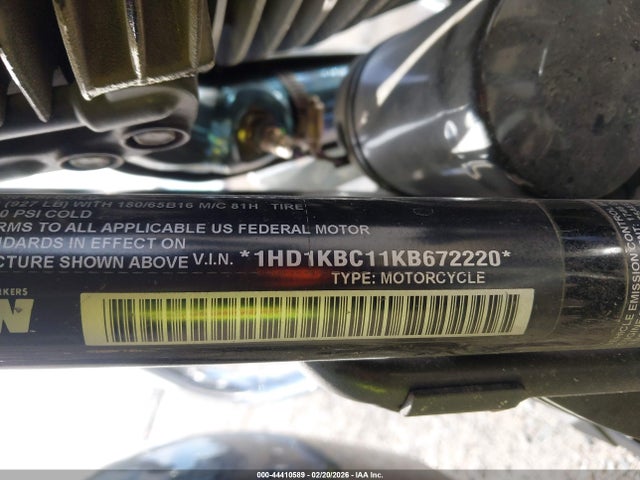 (927 LB) WITH 180/65B16 M/C 81H TIRE
0 PSI COLD
RMS TO ALL APPLICABLE US FEDERAL MOTOR
NDARDS IN EFFECT ON
CTURE SHOWN ABOVE V.I.N. *1HD1KBC11KB672220*
TYPE: MOTORCYCLE
000-44410589 - 02/20/2026 - IAA Inc.